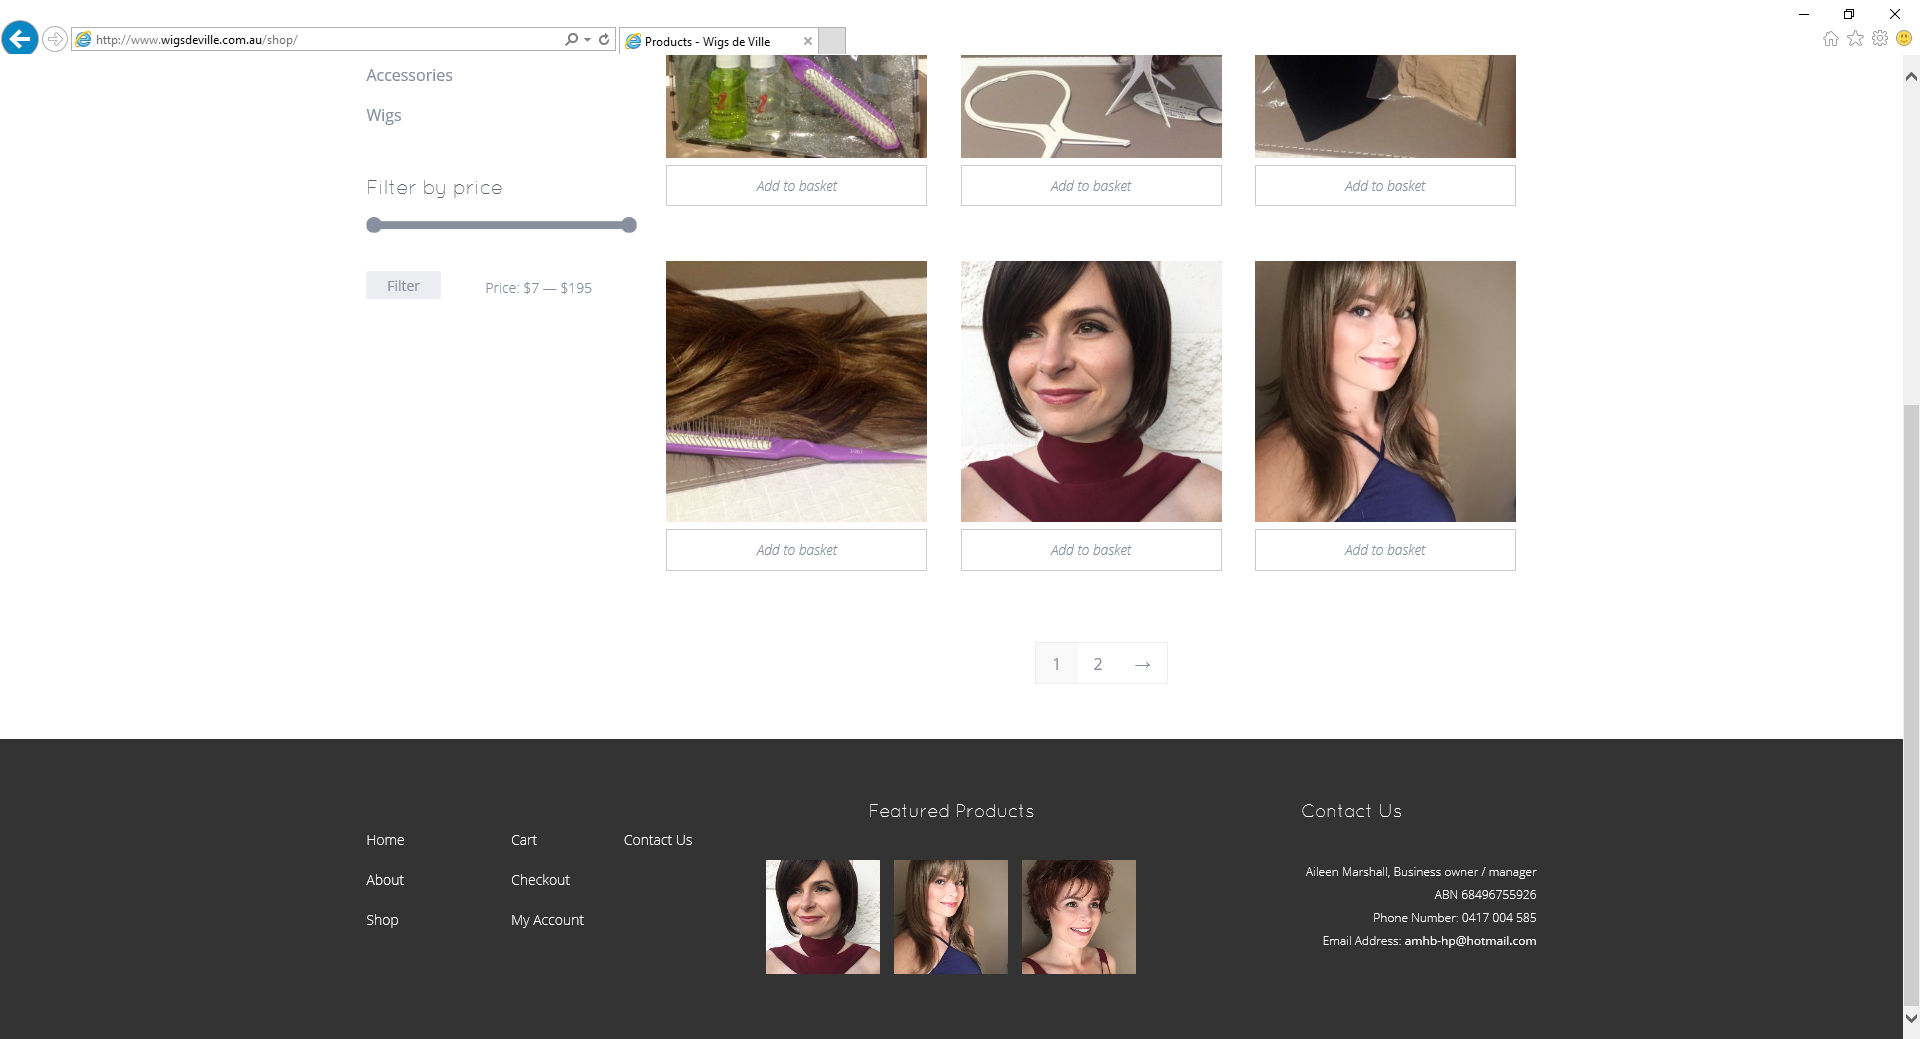 http://www.wigsdeville.com.au/shop/
Products - Wigs de Ville
Accessories
Wigs
Filter by price
Filter
Price: $7 — $195
Add to basket
Add to basket
Add to basket
Add to basket
Add to basket
Add to basket
1 2 →
Home
About
Shop
Cart
Checkout
My Account
Contact Us
Featured Products
Contact Us
Aileen Marshall, Business owner / manager
ABN 68496755926
Phone Number: 0417 004 585
Email Address: amhb-hp@hotmail.com